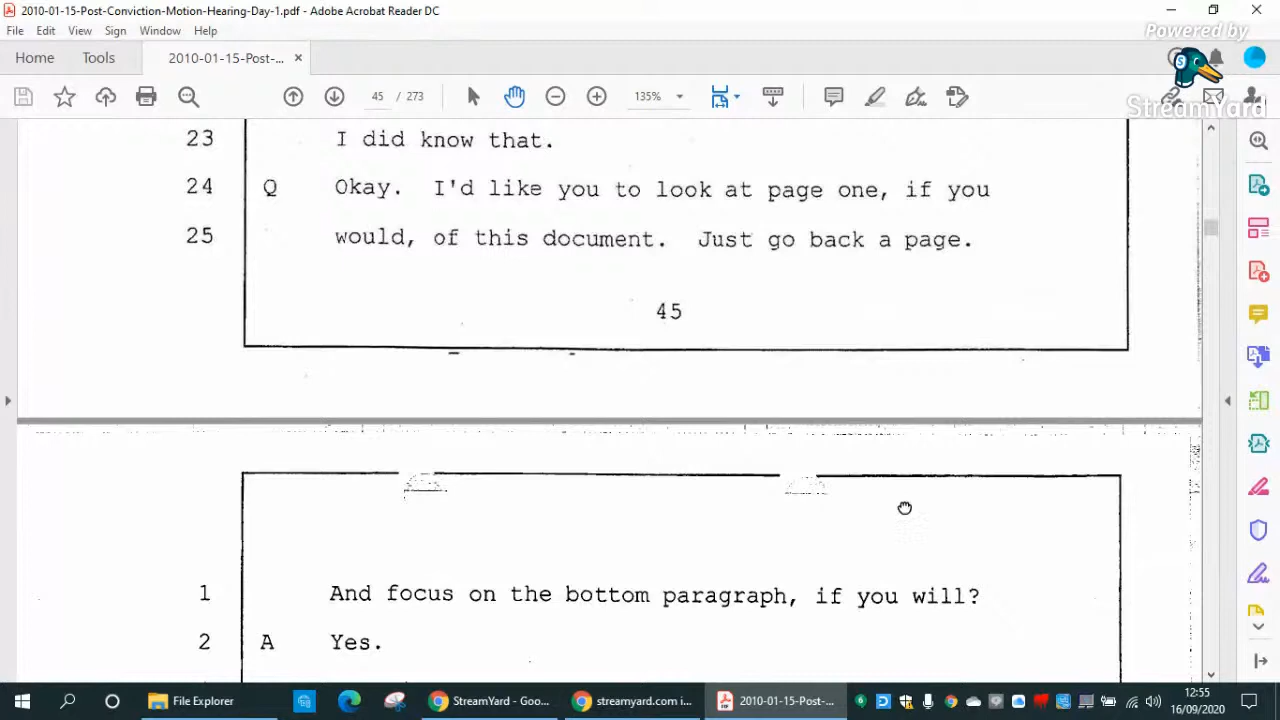 2010-01-15-Post-Conviction-Motion-Hearing-Day-1.pdf - Adobe Acrobat Reader DC
Powered by
File Edit View Sign Window Help
Home Tools 2010-01-15-Post-... ×
S
StreamYard
45 / 273 135%
23 I did know that.
24 Q Okay. I'd like you to look at page one, if you
25 would, of this document. Just go back a page.
45
1 And focus on the bottom paragraph, if you will?
2 A Yes.
File Explorer StreamYard - Goo... streamyard.com i... 2010-01-15-Post-...
12:55
16/09/2020